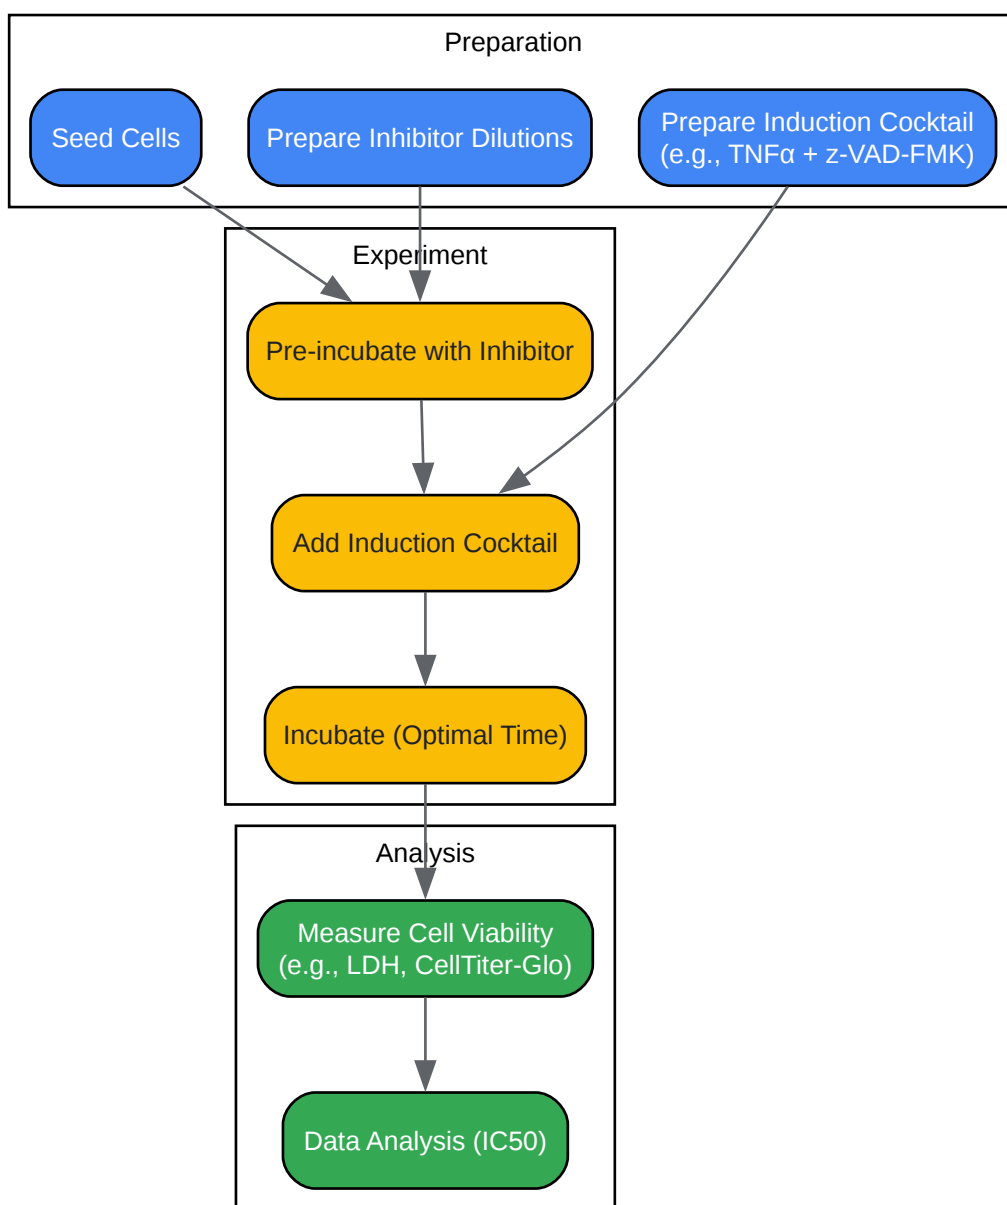 Preparation
Seed Cells
Prepare Inhibitor Dilutions
Prepare Induction Cocktail
(e.g., TNFα + z-VAD-FMK)
Experiment
Pre-incubate with Inhibitor
Add Induction Cocktail
Incubate (Optimal Time)
Analysis
Measure Cell Viability
(e.g., LDH, CellTiter-Glo)
Data Analysis (IC50)